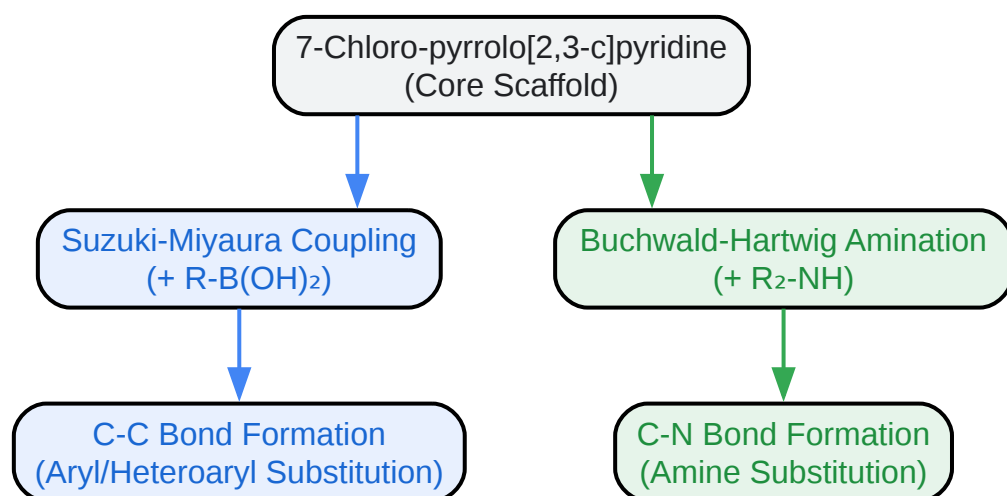 7-Chloro-pyrrolo[2,3-c]pyridine
(Core Scaffold)
Suzuki-Miyaura Coupling
(+ R-B(OH)₂)
Buchwald-Hartwig Amination
(+ R₂-NH)
C-C Bond Formation
(Aryl/Heteroaryl Substitution)
C-N Bond Formation
(Amine Substitution)